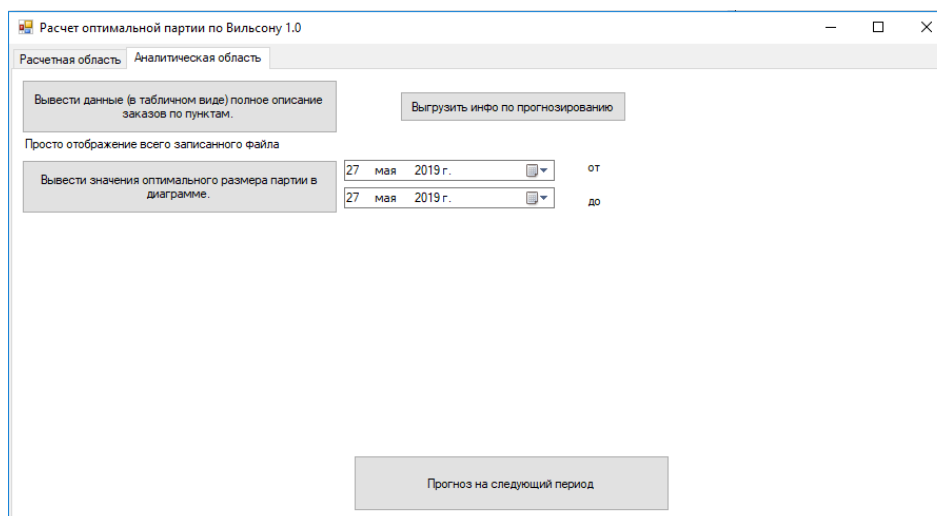 Расчет оптимальной партии по Вильсону 1.0
Расчетная область
Аналитическая область
Вывести данные (в табличном виде) полное описание
заказов по пунктам.
Выгрузить инфо по прогнозированию
Просто отображение всего записанного файла
Вывести значения оптимального размера партии в
диаграмме.
27 мая 2019 г.
от
27 мая 2019 г.
до
Прогноз на следующий период